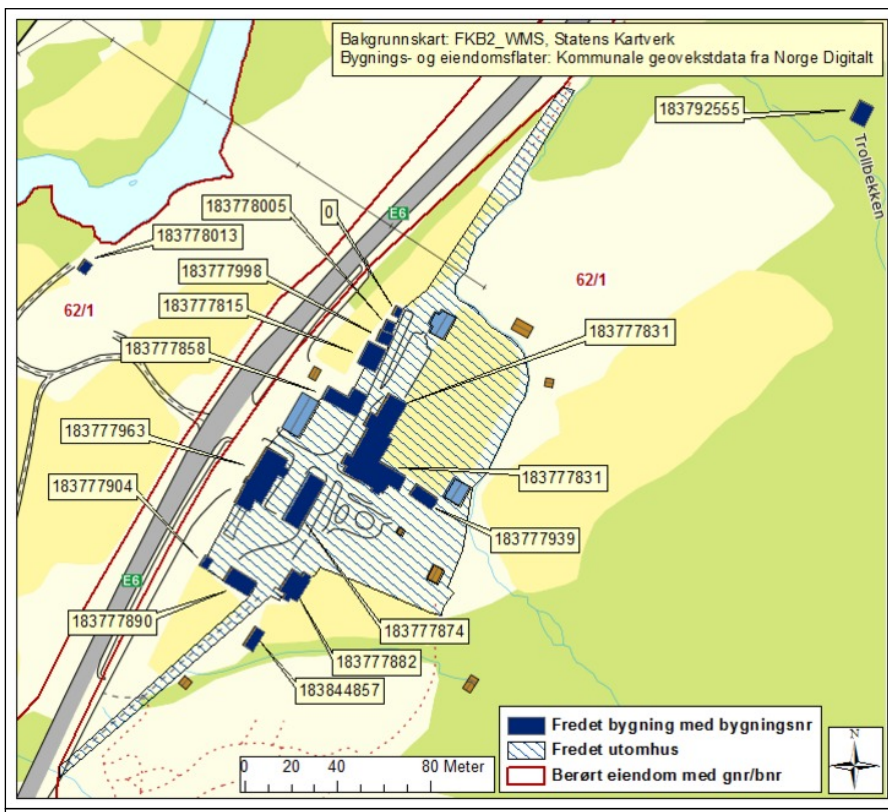 Bakgrunnskart: FKB2_WMS, Statens Kartverk
Bygnings- og eiendomsflater: Kommunale geovekstdata fra Norge Digitalt
183792555
Trollbekken
E6
183778005
0
183778013
183777998
62/1
62/1
183777815
183777831
183777858
183777963
183777831
183777904
183777939
E6
183777890
183777874
183777882
183844857
Fredet bygning med bygningsnr
Fredet utomhus
Berørt eiendom med gnr/bnr
N
0 20 40 80 Meter